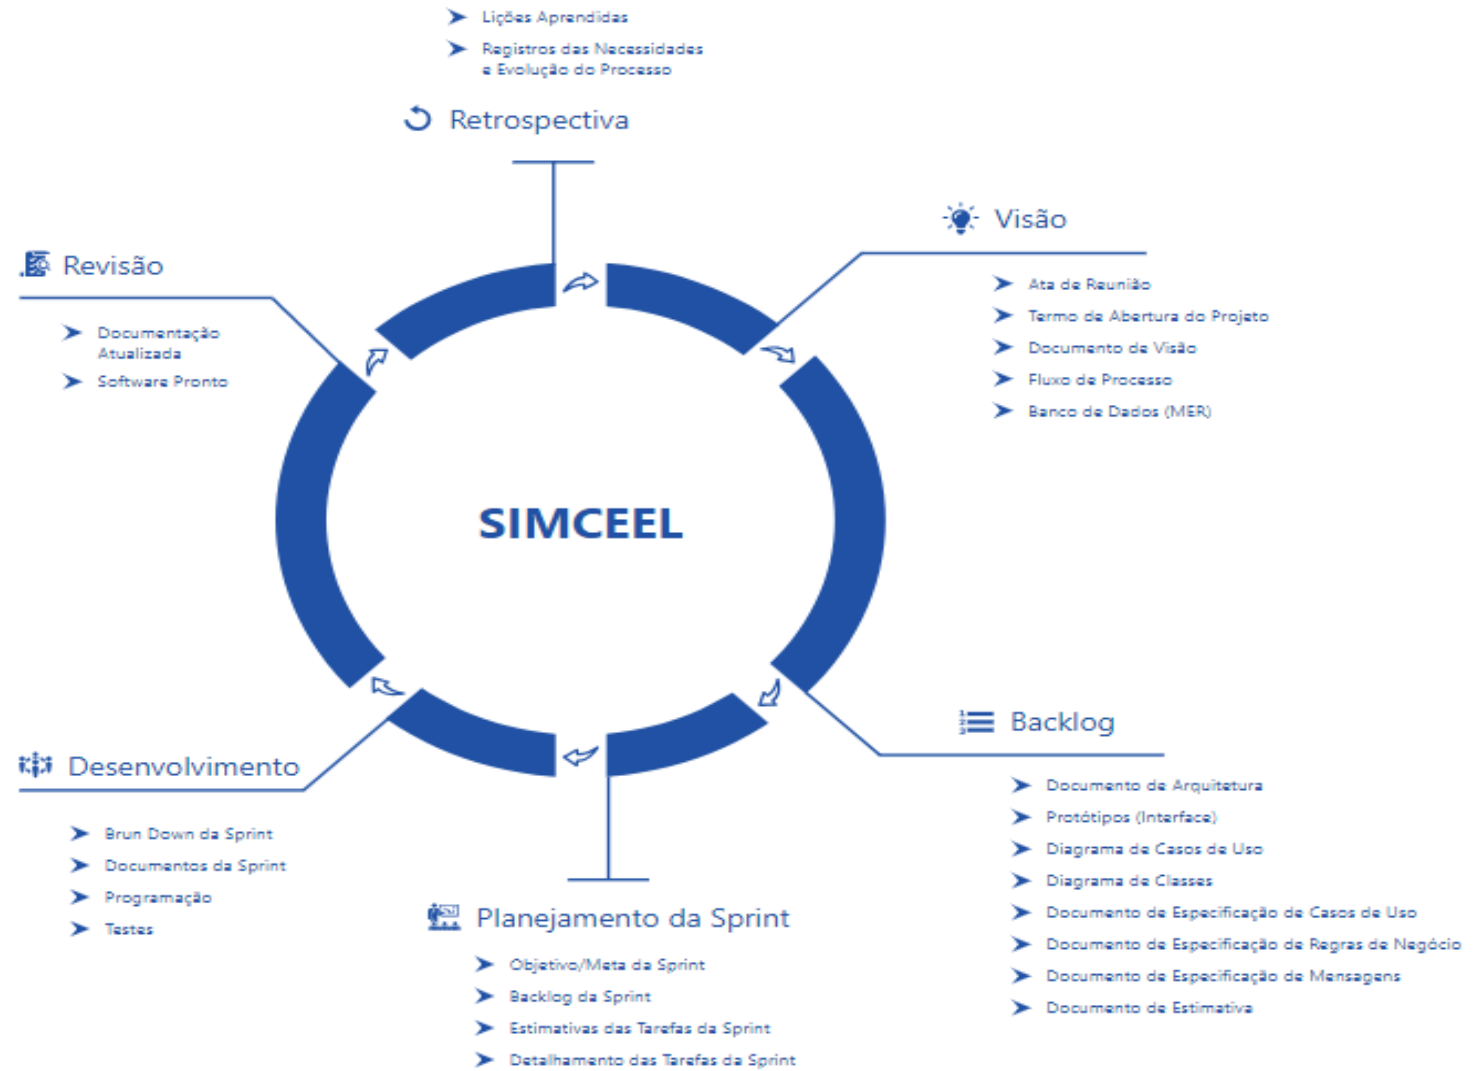 Lições Aprendidas
Registros das Necessidades
e Evolução do Processo
Retrospectiva
Visão
Ata de Reunião
Termo de Abertura do Projeto
Documento de Visão
Fluxo de Processo
Banco de Dados (MER)
Revisão
Documentação
Atualizada
Software Pronto
SIMCEEL
Backlog
Documento de Arquitetura
Protótipos (Interface)
Diagrama de Casos de Uso
Diagrama de Classes
Documento de Especificação de Casos de Uso
Documento de Especificação de Regras de Negócio
Documento de Especificação de Mensagens
Documento de Estimativa
Desenvolvimento
Brun Down da Sprint
Documentos da Sprint
Programação
Testes
Planejamento da Sprint
Objetivo/Meta da Sprint
Backlog da Sprint
Estimativas das Tarefas da Sprint
Detalhamento das Tarefas da Sprint